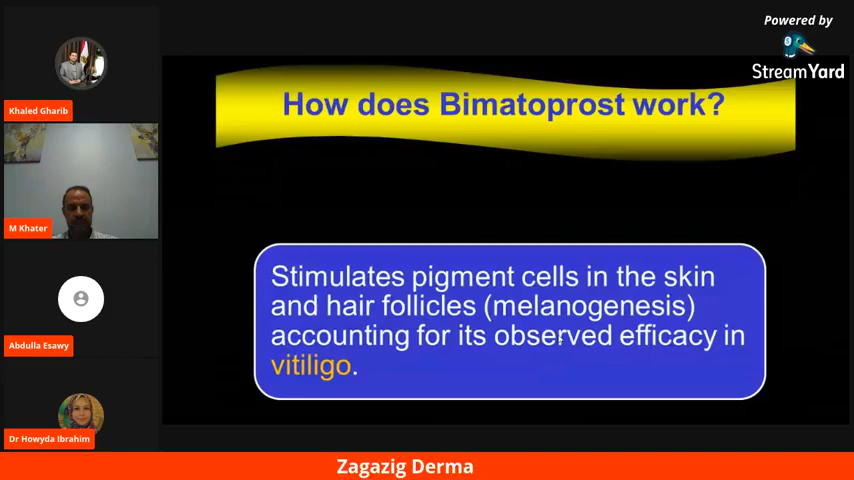 Powered by
StreamYard
Khaled Gharib
M Khater
Abdulla Esawy
Dr Howyda Ibrahim
How does Bimatoprost work?
Stimulates pigment cells in the skin
and hair follicles (melanogenesis)
accounting for its observed efficacy in
vitiligo.
Zagazig Derma